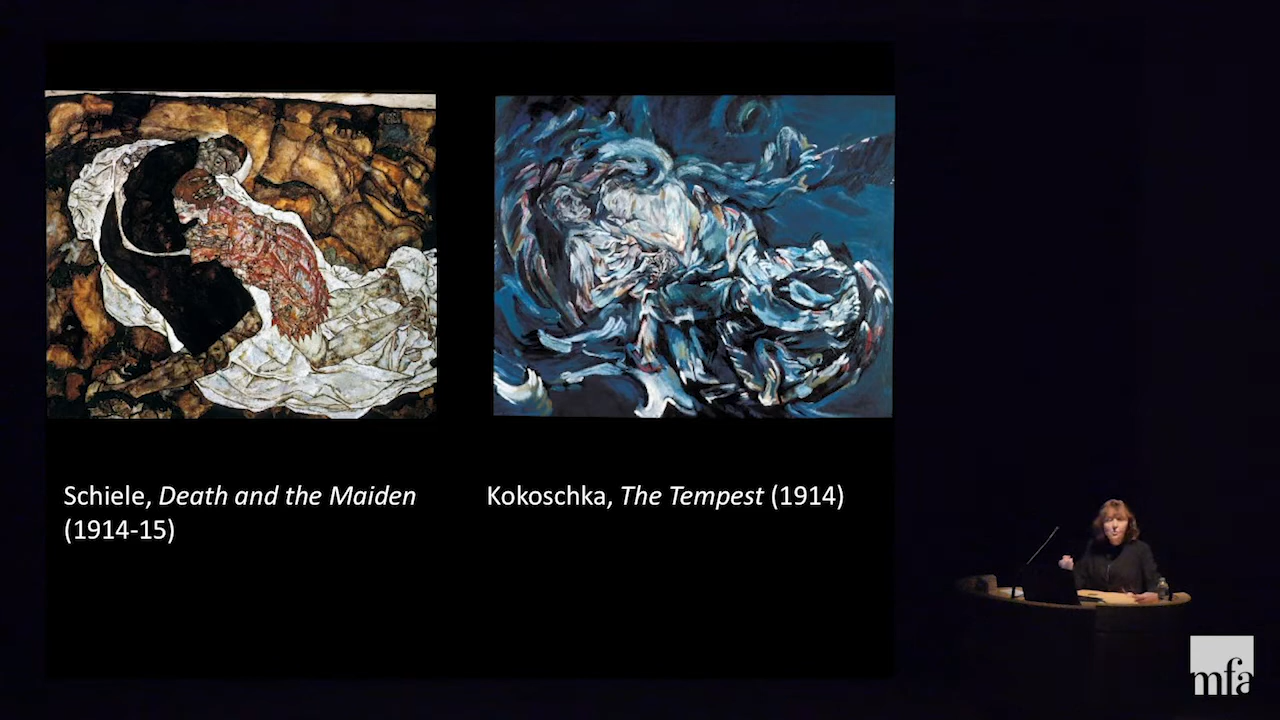 Schiele, Death and the Maiden
(1914-15)
Kokoschka, The Tempest (1914)
mfa